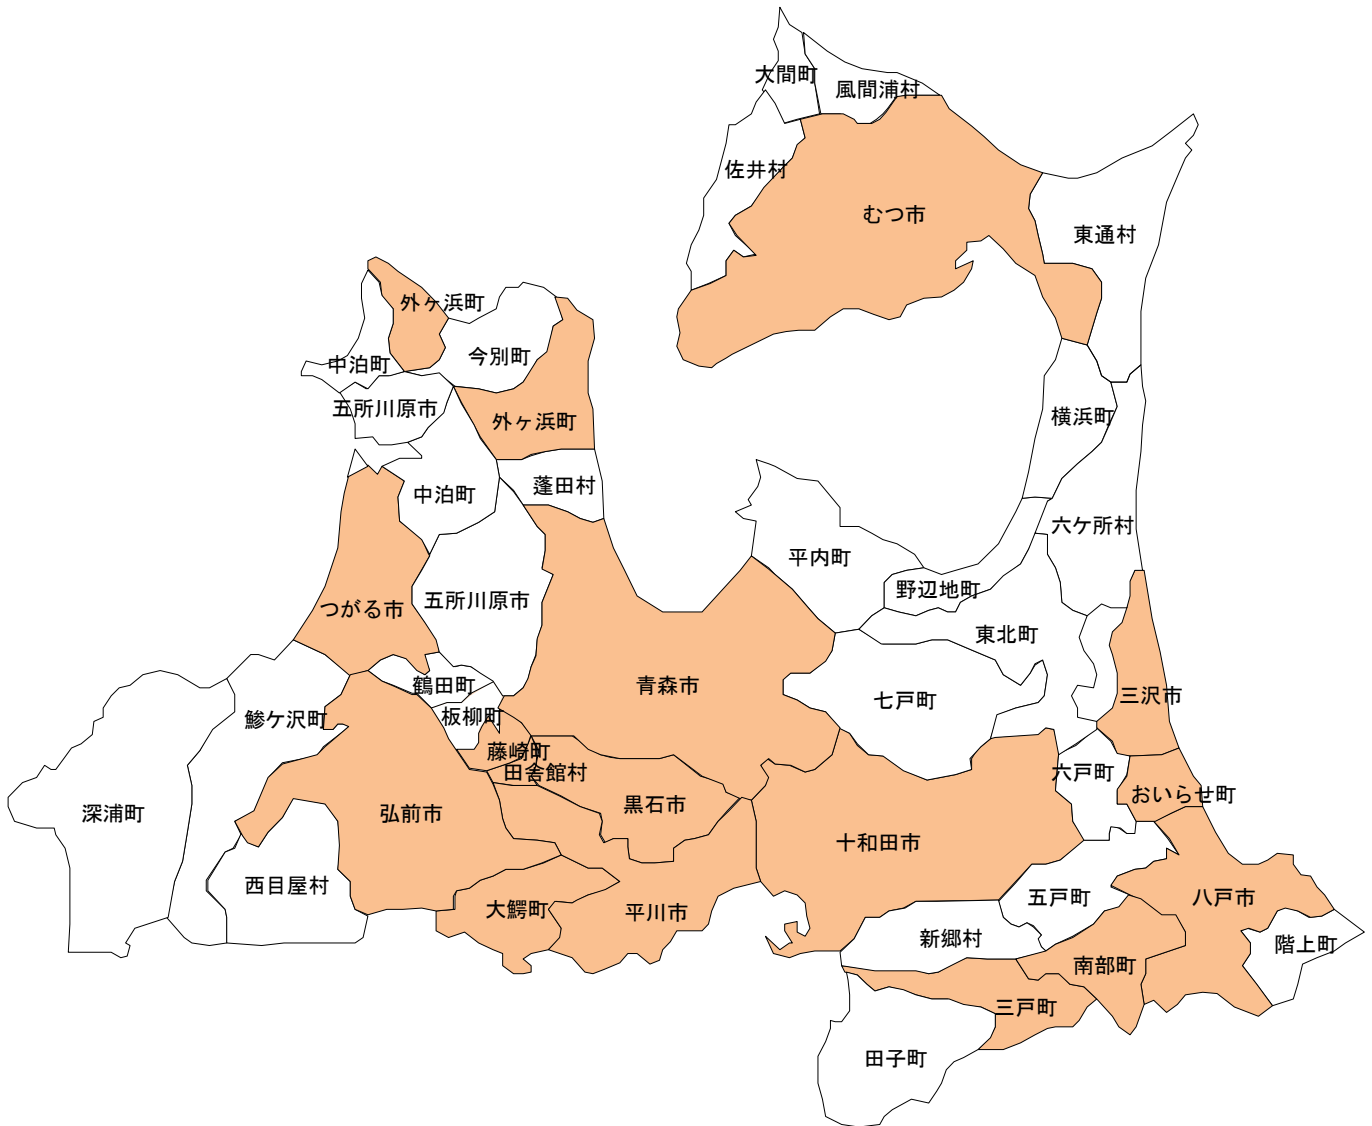 大間町
風間浦村
佐井村
むつ市
東通村
外ヶ浜町
今別町
中泊町
五所川原市
外ヶ浜町
横浜町
蓬田村
中泊町
六ケ所村
平内町
野辺地町
つがる市
五所川原市
東北町
鶴田町
青森市
七戸町
三沢市
鰺ケ沢町
板柳町
藤崎町
田舎館村
六戸町
おいらせ町
深浦町
弘前市
黒石市
十和田市
西目屋村
大鰐町
平川市
五戸町
八戸市
新郷村
階上町
南部町
三戸町
田子町